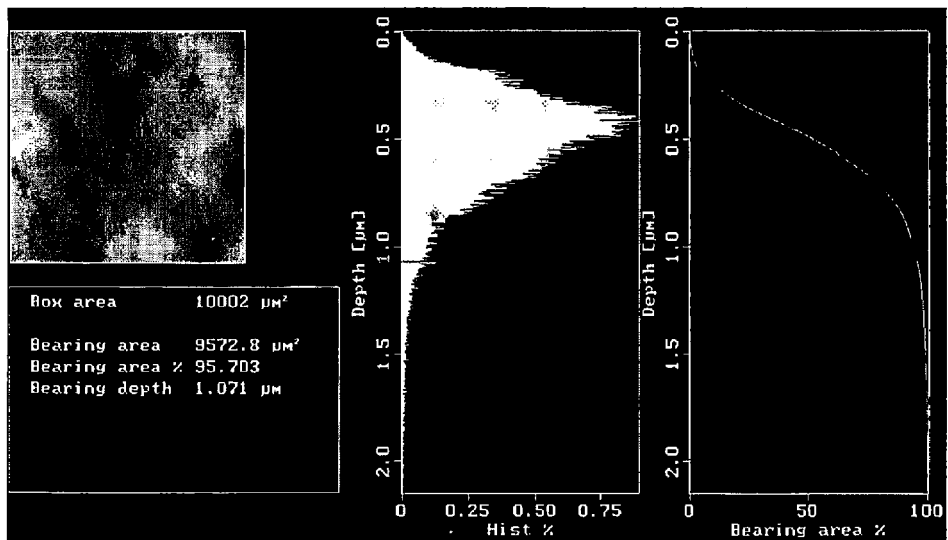 Box area 10002 µm²
Bearing area 9572.8 µm²
Bearing area % 95.703
Bearing depth 1.071 µm
0.0
0.5
1.0
1.5
2.0
Depth [µm]
0 0.25 0.50 0.75
Hist %
0.0
0.5
1.0
1.5
2.0
Depth [µm]
0 50 100
Bearing area %